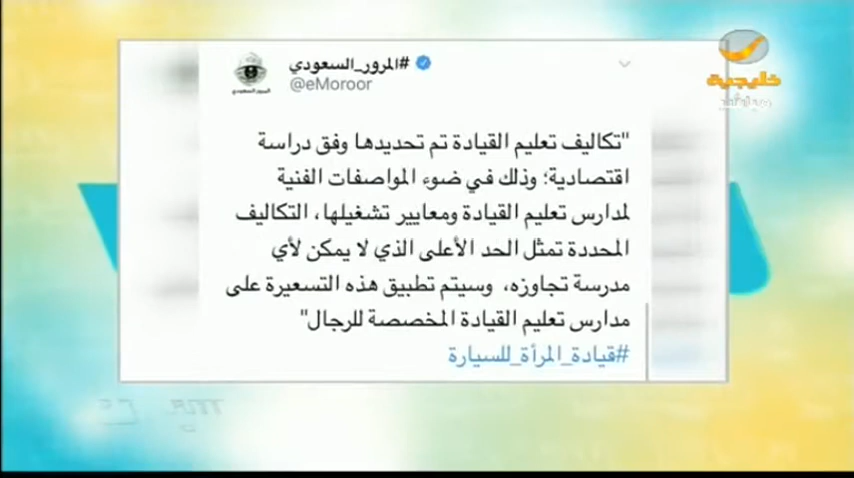 #المرور_السعودي
@eMoroor
المرور السعودي
خليجية
"تكاليف تعليم القيادة تم تحديدها وفق دراسة
اقتصادية؛ وذلك في ضوء المواصفات الفنية
لمدارس تعليم القيادة ومعايير تشغيلها، التكاليف
المحددة تمثل الحد الأعلى الذي لا يمكن لأي
مدرسة تجاوزه، وسيتم تطبيق هذه التسعيرة على
مدارس تعليم القيادة المخصصة للرجال"
#قيادة_المرأة_للسيارة